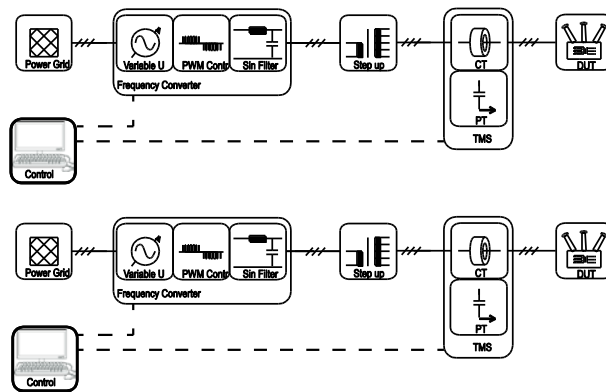 Power Grid
Variable U
PWM Contr
Sin Filter
Step up
CT
DUT
Frequency Converter
PT
TMS
Control
Power Grid
Variable U
PWM Contr
Sin Filter
Step up
CT
DUT
Frequency Converter
PT
TMS
Control